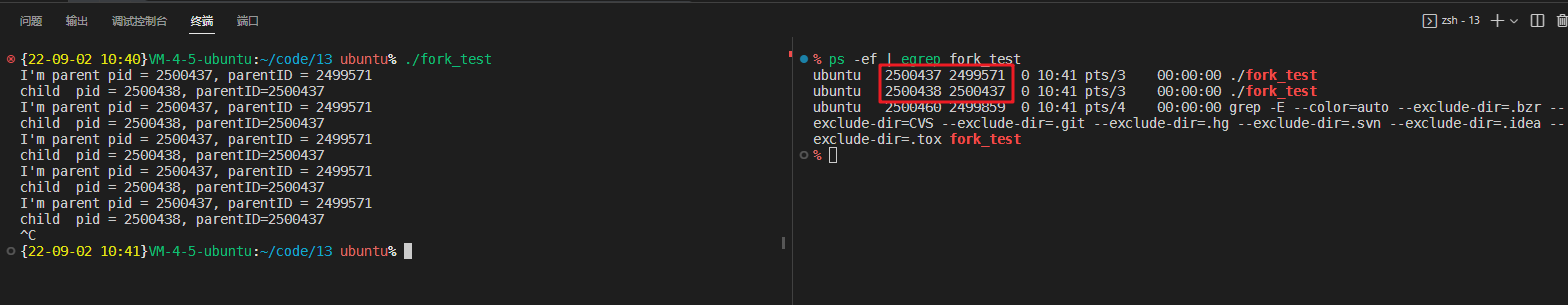 问题 输出 调试控制台 终端 端口 zsh - 13
{22-09-02 10:40}VM-4-5-ubuntu:~/code/13 ubuntu% ./fork_test
I'm parent pid = 2500437, parentID = 2499571
child  pid = 2500438, parentID=2500437
I'm parent pid = 2500437, parentID = 2499571
child  pid = 2500438, parentID=2500437
I'm parent pid = 2500437, parentID = 2499571
child  pid = 2500438, parentID=2500437
I'm parent pid = 2500437, parentID = 2499571
child  pid = 2500438, parentID=2500437
I'm parent pid = 2500437, parentID = 2499571
child  pid = 2500438, parentID=2500437
^C
{22-09-02 10:41}VM-4-5-ubuntu:~/code/13 ubuntu%
% ps -ef | egrep fork_test
ubuntu   2500437 2499571  0 10:41 pts/3    00:00:00 ./fork_test
ubuntu   2500438 2500437  0 10:41 pts/3    00:00:00 ./fork_test
ubuntu   2500460 2499859  0 10:41 pts/4    00:00:00 grep -E --color=auto --exclude-dir=.bzr --
exclude-dir=CVS --exclude-dir=.git --exclude-dir=.hg --exclude-dir=.svn --exclude-dir=.idea --
exclude-dir=.tox fork_test
%